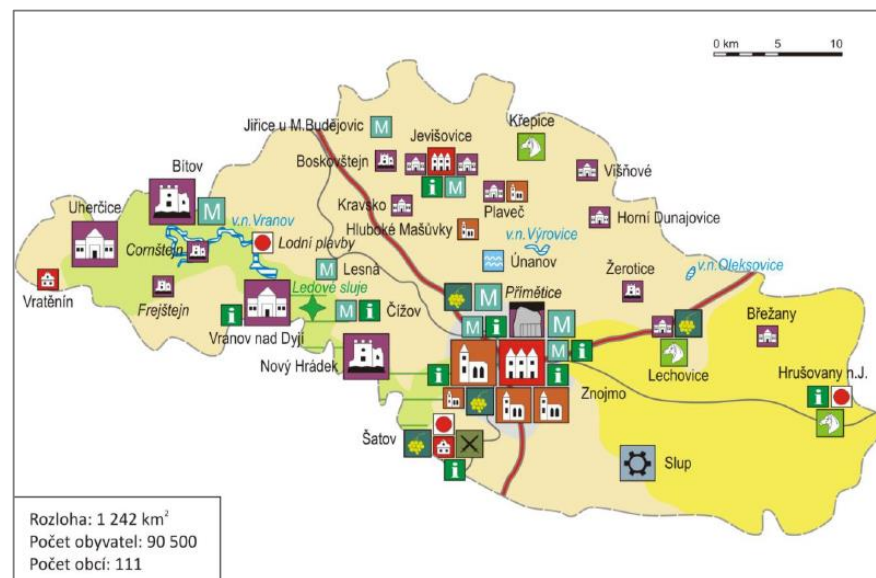 0 km 5 10
Křepice
Jiřice u M.Budějovic
M
Jevišovice
Boskovštejn
Višňové
Bítov
i M
M
Kravsko
Plaveč
Uherčice
v.n.Vranov
Horní Dunajovice
Hluboké Mašůvky
v.n.Výrovice
Lodní plavby
Cornštejn
Únanov
v.n.Oleksovice
M
Lesná
Žerotice
Vratěnín
Ledové sluje
M
Frejštejn
Přímětice
i
M i
Čížov
M i
M
Břežany
Vranov nad Dyjí
M i
Nový Hrádek
Lechovice
Hrušovany n.J.
i
i
i
Znojmo
Šatov
Slup
i
Rozloha: 1 242 km²
Počet obyvatel: 90 500
Počet obcí: 111